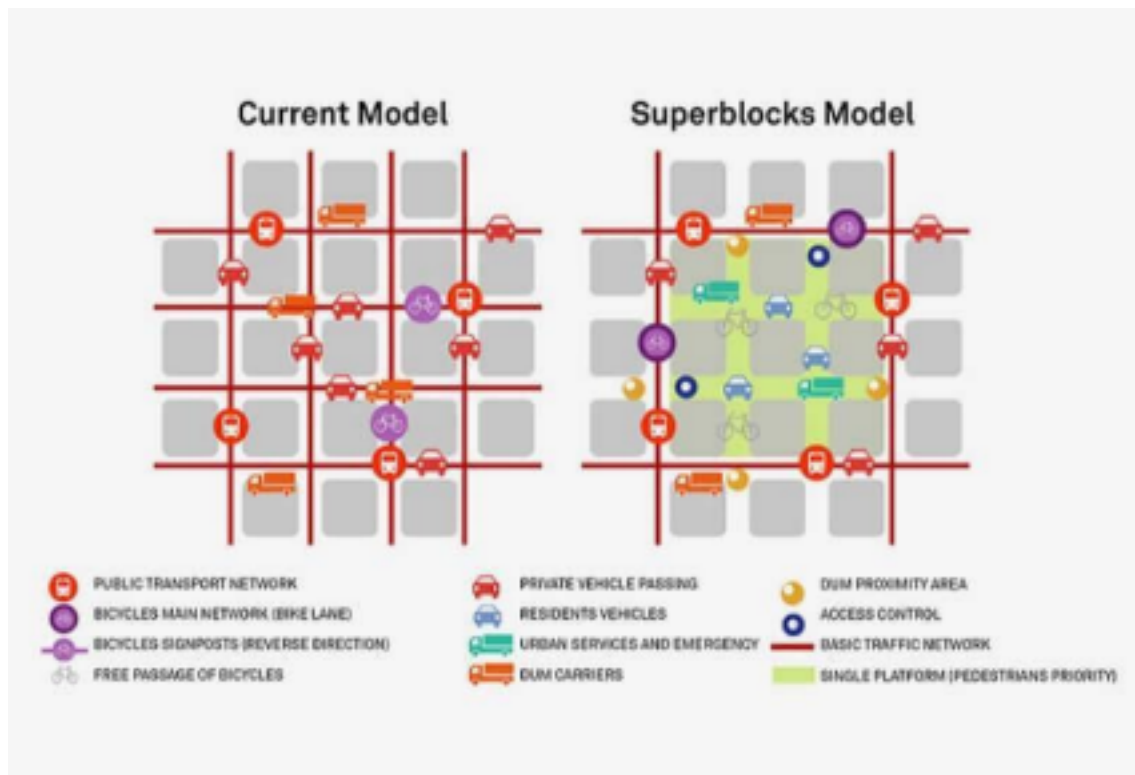 Current Model
Superblocks Model
PUBLIC TRANSPORT NETWORK
BICYCLES MAIN NETWORK (BIKE LANE)
BICYCLES SIGNPOSTS (REVERSE DIRECTION)
FREE PASSAGE OF BICYCLES
PRIVATE VEHICLE PASSING
RESIDENTS VEHICLES
URBAN SERVICES AND EMERGENCY
DUM CARRIERS
DUM PROXIMITY AREA
ACCESS CONTROL
BASIC TRAFFIC NETWORK
SINGLE PLATFORM (PEDESTRIANS PRIORITY)